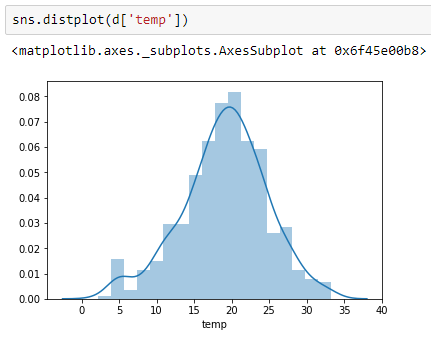 sns.distplot(d['temp'])
<matplotlib.axes._subplots.AxesSubplot at 0x6f45e00b8>
0.08
0.07
0.06
0.05
0.04
0.03
0.02
0.01
0.00
0 5 10 15 20 25 30 35 40
temp